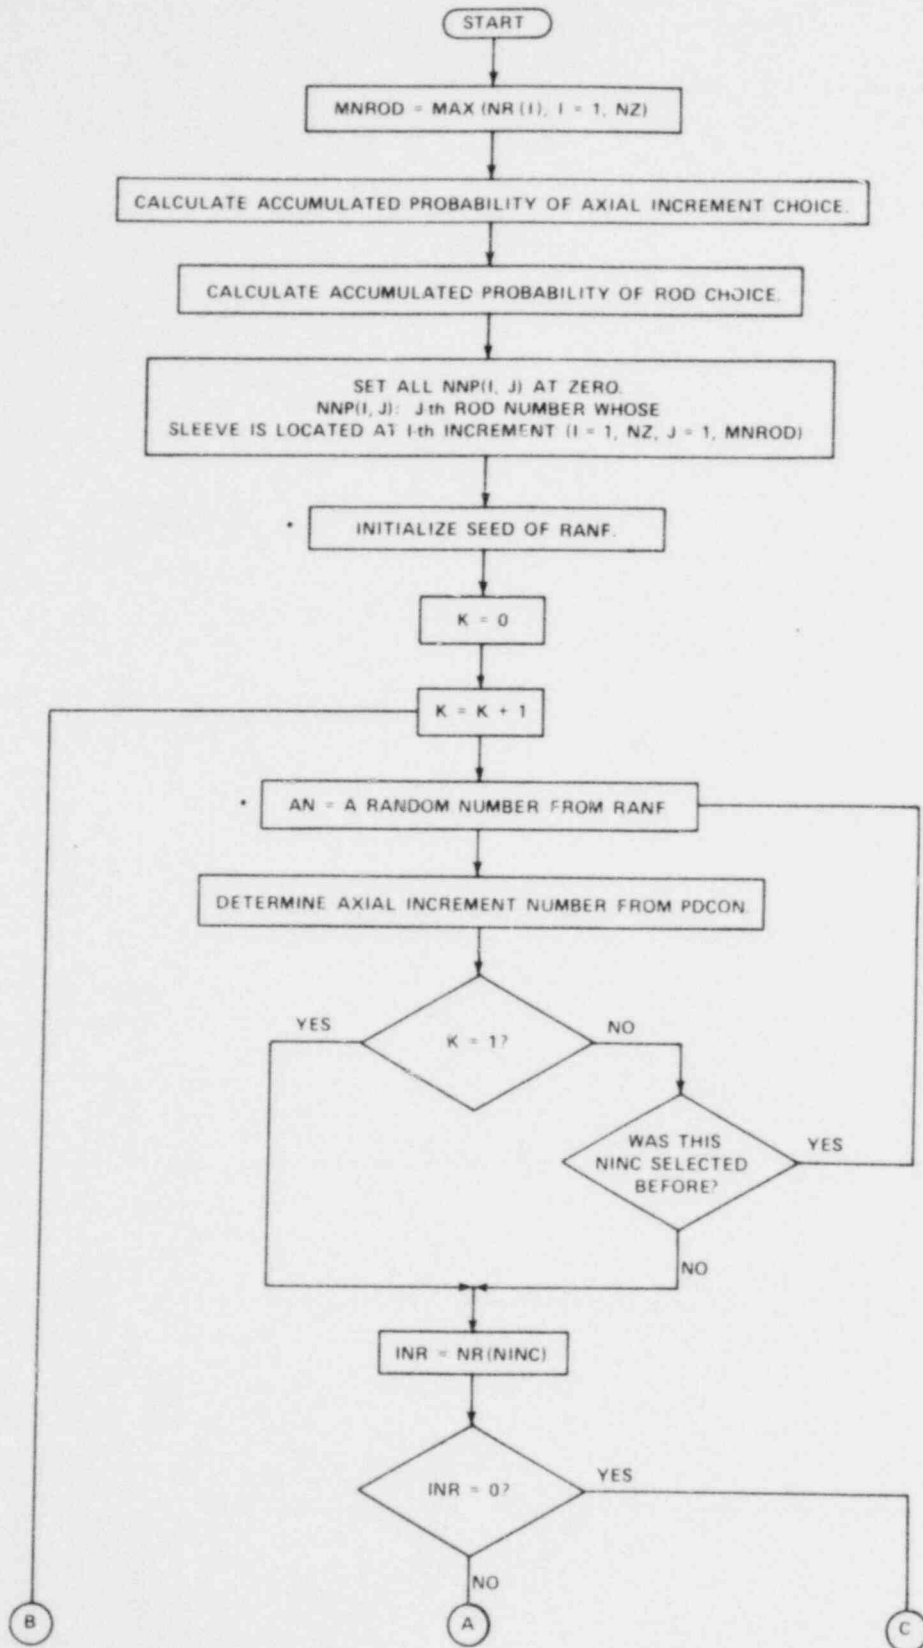 START
MNROD = MAX (NR (I), I = 1, NZ)
CALCULATE ACCUMULATED PROBABILITY OF AXIAL INCREMENT CHOICE.
CALCULATE ACCUMULATED PROBABILITY OF ROD CHOICE.
SET ALL NNP(I, J) AT ZERO.
NNP(I, J): J-th ROD NUMBER WHOSE
SLEEVE IS LOCATED AT I-th INCREMENT (I = 1, NZ, J = 1, MNROD)
* INITIALIZE SEED OF RANF.
K = 0
K = K + 1
* AN = A RANDOM NUMBER FROM RANF
DETERMINE AXIAL INCREMENT NUMBER FROM PDCON.
YES
K = 1?
NO
WAS THIS
NINC SELECTED
BEFORE?
YES
NO
INR = NR(NINC)
INR = 0?
YES
NO
B
A
C